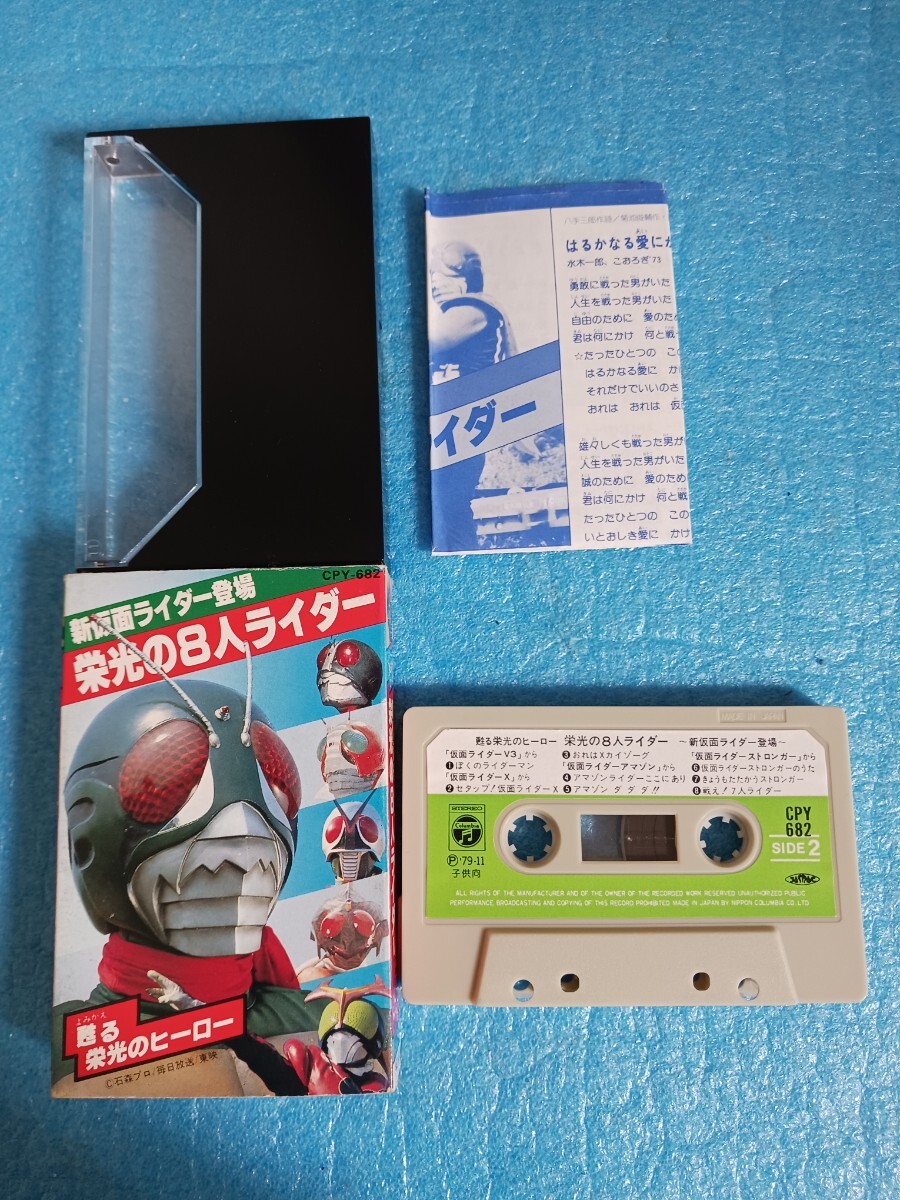 八手三郎作詩/菊池俊輔作
はるかなる愛にか
水木一郎、こおろぎ'73
勇敢に戦った男がいた
人生を戦った男がいた
自由のために 愛のため
君は何にかけ 何と戦
☆たったひとつの この
はるかなる愛に か
それだけでいいのさ
おれは おれは 仮
雄々しくも戦った男が
人生を戦った男がいた
誠のために 愛のため
君は何にかけ 何と戦
たったひとつの この
いとおしき愛に かけ
イダー
CPY-682
新仮面ライダー登場
栄光の8人ライダー
よみがえ
甦る
栄光のヒーロー
©石森プロ/毎日放送/東映
MADE IN JAPAN
甦る栄光のヒーロー 栄光の8人ライダー ～新仮面ライダー登場～
「仮面ライダーV3」から
❶ぼくのライダーマン
「仮面ライダーX」から
❷セタップ!仮面ライダーX
❸おれはXカイゾーグ
「仮面ライダーアマゾン」から
❹アマゾンライダーここにあり
❺アマゾン ダダダ!!
「仮面ライダーストロンガー」から
❻仮面ライダーストロンガーのうた
❼きょうもたたかうストロンガー
❽戦え!7人ライダー
STEREO
Columbia
Ⓟ'79-11
子供向
CPY
682
SIDE 2
ALL RIGHTS OF THE MANUFACTURER AND OF THE OWNER OF THE RECORDED WORK RESERVED UNAUTHORIZED PUBLIC
PERFORMANCE BROADCASTING AND COPYING OF THIS RECORD PROHIBITED MADE IN JAPAN BY NIPPON COLUMBIA CO. LTD